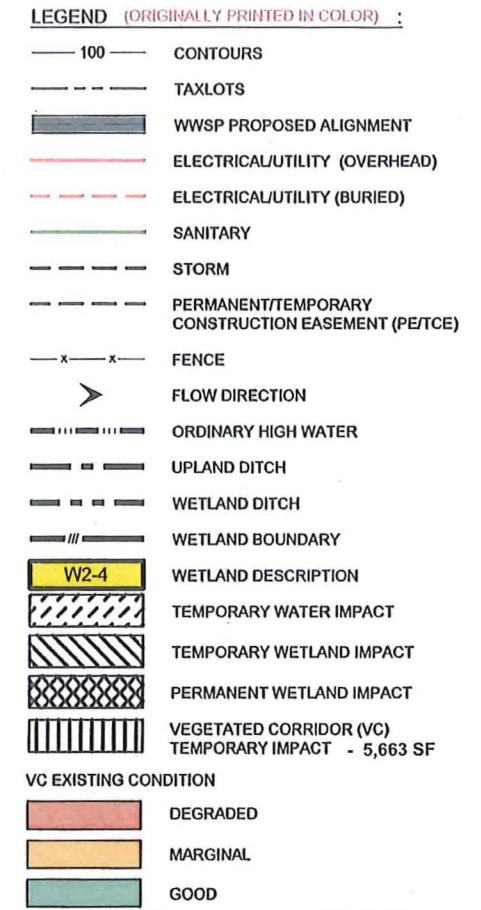 LEGEND (ORIGINALLY PRINTED IN COLOR) :
100 CONTOURS
TAXLOTS
WWSP PROPOSED ALIGNMENT
ELECTRICAL/UTILITY (OVERHEAD)
ELECTRICAL/UTILITY (BURIED)
SANITARY
STORM
PERMANENT/TEMPORARY
CONSTRUCTION EASEMENT (PE/TCE)
x x FENCE
FLOW DIRECTION
ORDINARY HIGH WATER
UPLAND DITCH
WETLAND DITCH
WETLAND BOUNDARY
W2-4 WETLAND DESCRIPTION
TEMPORARY WATER IMPACT
TEMPORARY WETLAND IMPACT
PERMANENT WETLAND IMPACT
VEGETATED CORRIDOR (VC)
TEMPORARY IMPACT - 5,663 SF
VC EXISTING CONDITION
DEGRADED
MARGINAL
GOOD